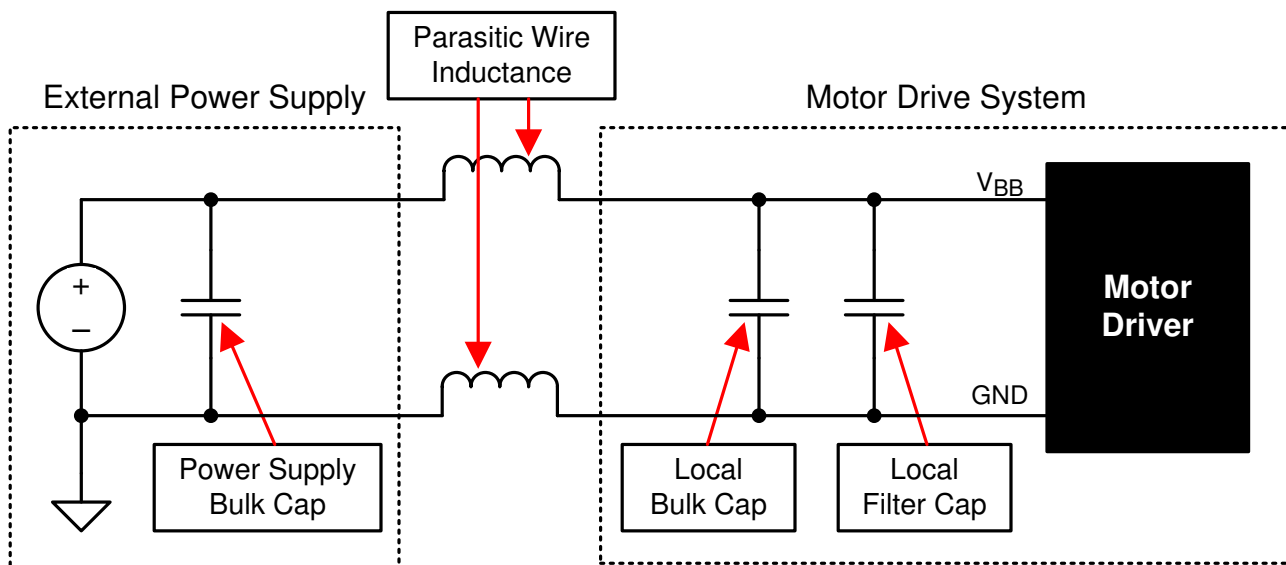 Parasitic Wire
Inductance
External Power Supply
Motor Drive System
VBB
+
–
Motor
Driver
GND
Power Supply
Bulk Cap
Local
Bulk Cap
Local
Filter Cap